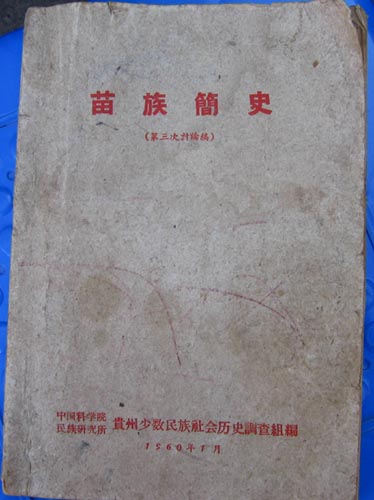 苗族簡史
(第三次討論稿)
中国科学院
民族研究所
貴州少数民族社会历史調查組編
1960年1月